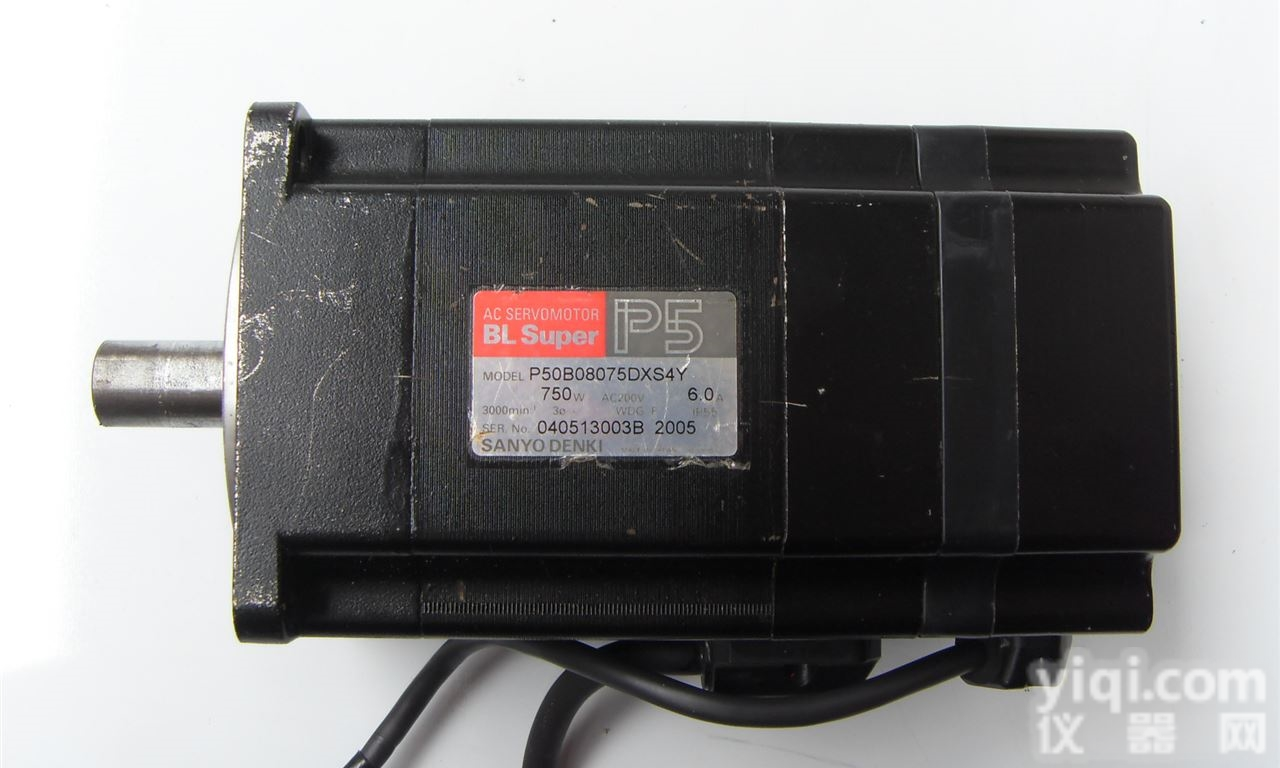 AC SERVOMOTOR
BL Super P5
MODEL P50B08075DXS4Y
750W AC200V 6.0A
3000min⁻¹ 3ø WDG F IP55
SER. No. 040513003B 2005
SANYO DENKI
yiqi.com
仪器网